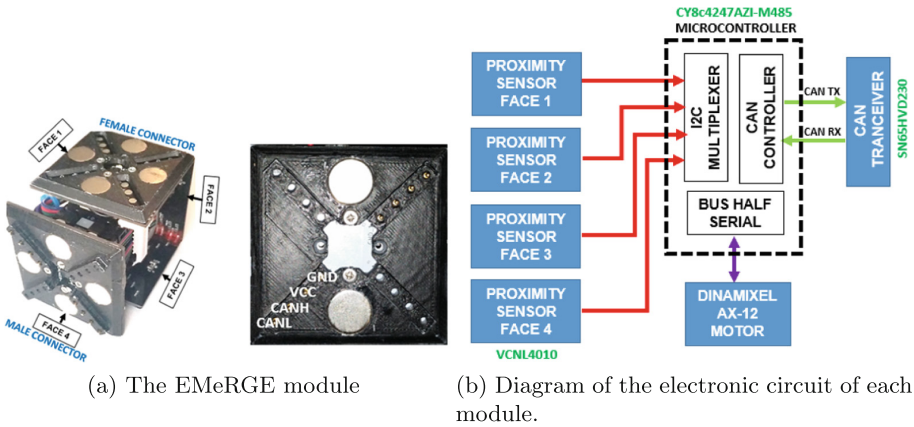 FACE 1
FEMALE CONNECTOR
FACE 2
FACE 3
FACE 4
MALE CONNECTOR
GND
VCC
CANH
CANL
(a) The EMeRGE module
CY8c4247AZI-M485
MICROCONTROLLER
PROXIMITY
SENSOR
FACE 1
PROXIMITY
SENSOR
FACE 2
PROXIMITY
SENSOR
FACE 3
PROXIMITY
SENSOR
FACE 4
VCNL4010
I2C
MULTIPLEXER
CAN
CONTROLLER
CAN TX
CAN RX
CAN
TRANCEIVER
SN65HVD230
BUS HALF
SERIAL
DINAMIXEL
AX-12
MOTOR
(b) Diagram of the electronic circuit of each
module.